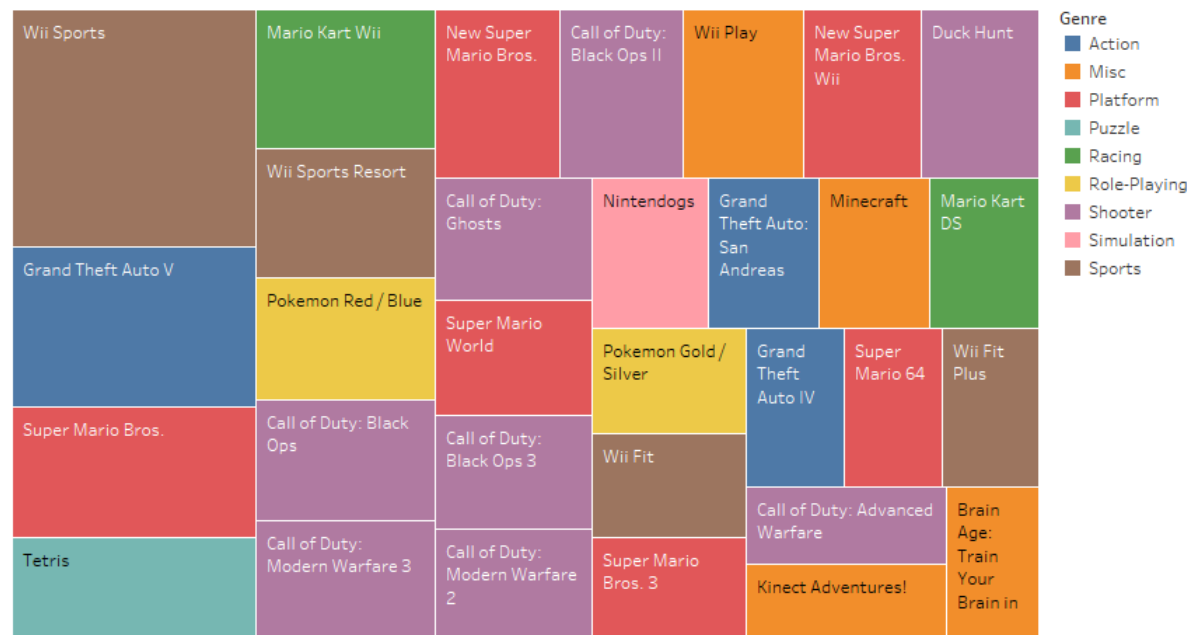 Wii Sports
Grand Theft Auto V
Super Mario Bros.
Tetris
Mario Kart Wii
Wii Sports Resort
Pokemon Red / Blue
Call of Duty: Black
Ops
Call of Duty:
Modern Warfare 3
New Super
Mario Bros.
Call of Duty:
Black Ops II
Wii Play
New Super
Mario Bros.
Wii
Duck Hunt
Call of Duty:
Ghosts
Super Mario
World
Call of Duty:
Black Ops 3
Call of Duty:
Modern Warfare
2
Nintendogs
Grand
Theft Auto:
San
Andreas
Minecraft
Mario Kart
DS
Pokemon Gold /
Silver
Wii Fit
Super Mario
Bros. 3
Grand
Theft
Auto IV
Super
Mario 64
Wii Fit
Plus
Call of Duty: Advanced
Warfare
Kinect Adventures!
Brain
Age:
Train
Your
Brain in
Genre
Action
Misc
Platform
Puzzle
Racing
Role-Playing
Shooter
Simulation
Sports